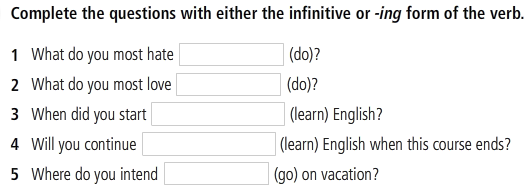 Complete the questions with either the infinitive or -ing form of the verb.
1 What do you most hate (do)?
2 What do you most love (do)?
3 When did you start (learn) English?
4 Will you continue (learn) English when this course ends?
5 Where do you intend (go) on vacation?